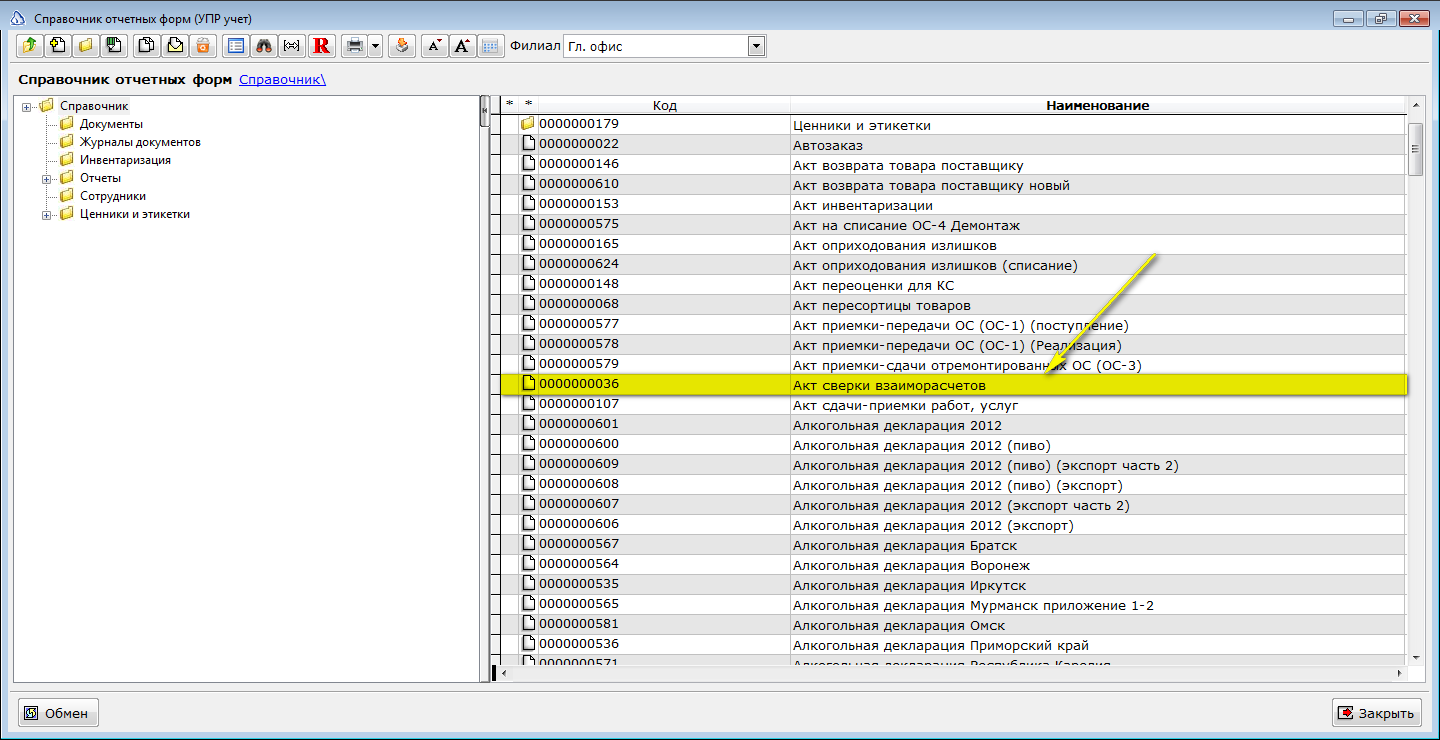 Справочник отчетных форм (УПР учет)
R A A Филиал Гл. офис
Справочник отчетных форм Справочник\
Справочник
Документы
Журналы документов
Инвентаризация
Отчеты
Сотрудники
Ценники и этикетки
* * Код Наименование
0000000179 Ценники и этикетки
0000000022 Автозаказ
0000000146 Акт возврата товара поставщику
0000000610 Акт возврата товара поставщику новый
0000000153 Акт инвентаризации
0000000575 Акт на списание ОС-4 Демонтаж
0000000165 Акт оприходования излишков
0000000624 Акт оприходования излишков (списание)
0000000148 Акт переоценки для КС
0000000068 Акт пересортицы товаров
0000000577 Акт приемки-передачи ОС (ОС-1) (поступление)
0000000578 Акт приемки-передачи ОС (ОС-1) (Реализация)
0000000579 Акт приемки-сдачи отремонтированных ОС (ОС-3)
0000000036 Акт сверки взаиморасчетов
0000000107 Акт сдачи-приемки работ, услуг
0000000601 Алкогольная декларация 2012
0000000600 Алкогольная декларация 2012 (пиво)
0000000609 Алкогольная декларация 2012 (пиво) (экспорт часть 2)
0000000608 Алкогольная декларация 2012 (пиво) (экспорт)
0000000607 Алкогольная декларация 2012 (экспорт часть 2)
0000000606 Алкогольная декларация 2012 (экспорт)
0000000567 Алкогольная декларация Братск
0000000564 Алкогольная декларация Воронеж
0000000535 Алкогольная декларация Иркутск
0000000565 Алкогольная декларация Мурманск приложение 1-2
0000000581 Алкогольная декларация Омск
0000000536 Алкогольная декларация Приморский край
0000000571 Алкогольная декларация Республика Карелия
Обмен Закрыть